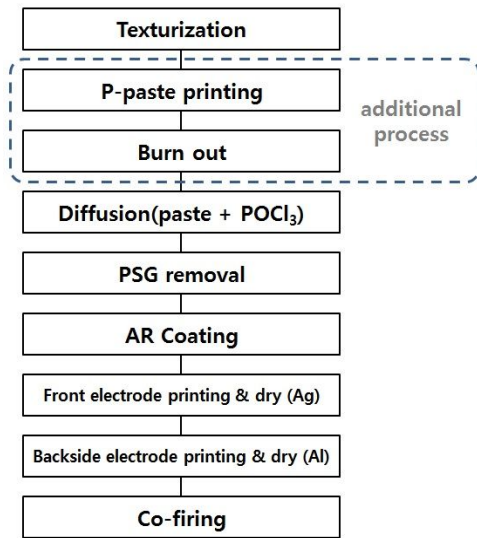 Texturization
P-paste printing
additional
process
Burn out
Diffusion(paste + POCl₃)
PSG removal
AR Coating
Front electrode printing & dry (Ag)
Backside electrode printing & dry (Al)
Co-firing